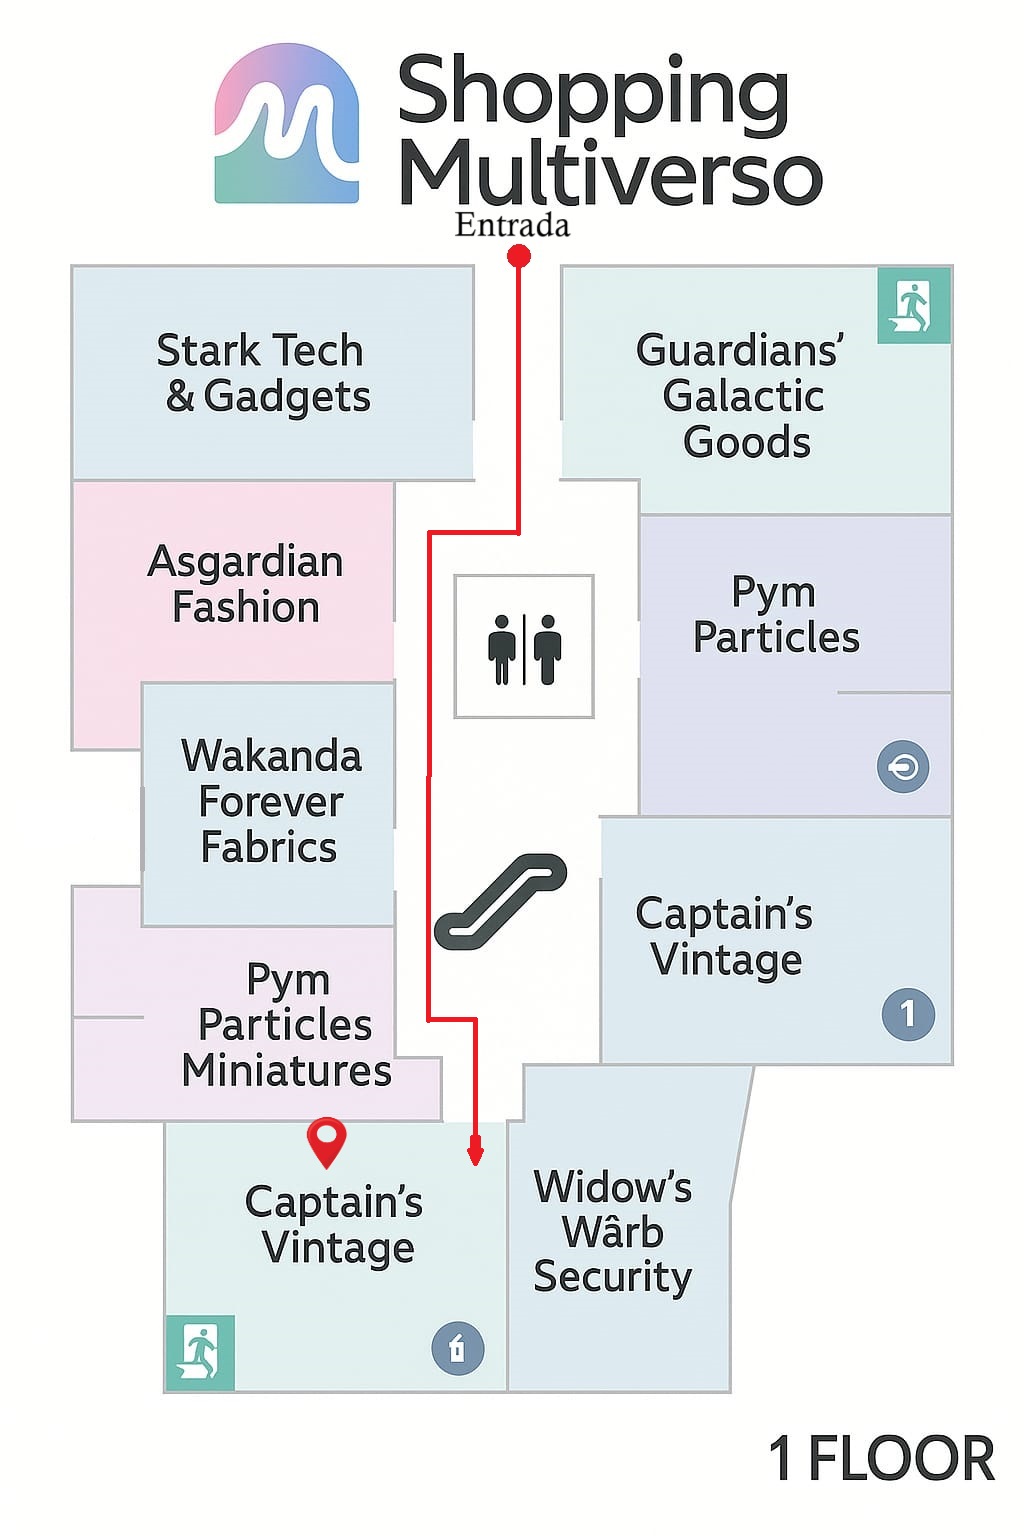 Shopping
Multiverso
Entrada
Stark Tech
& Gadgets
Guardians’
Galactic
Goods
Asgardian
Fashion
Pym
Particles
Wakanda
Forever
Fabrics
Captain’s
Vintage
1
Pym
Particles
Miniatures
Captain’s
Vintage
Widow’s
Wârb
Security
1 FLOOR